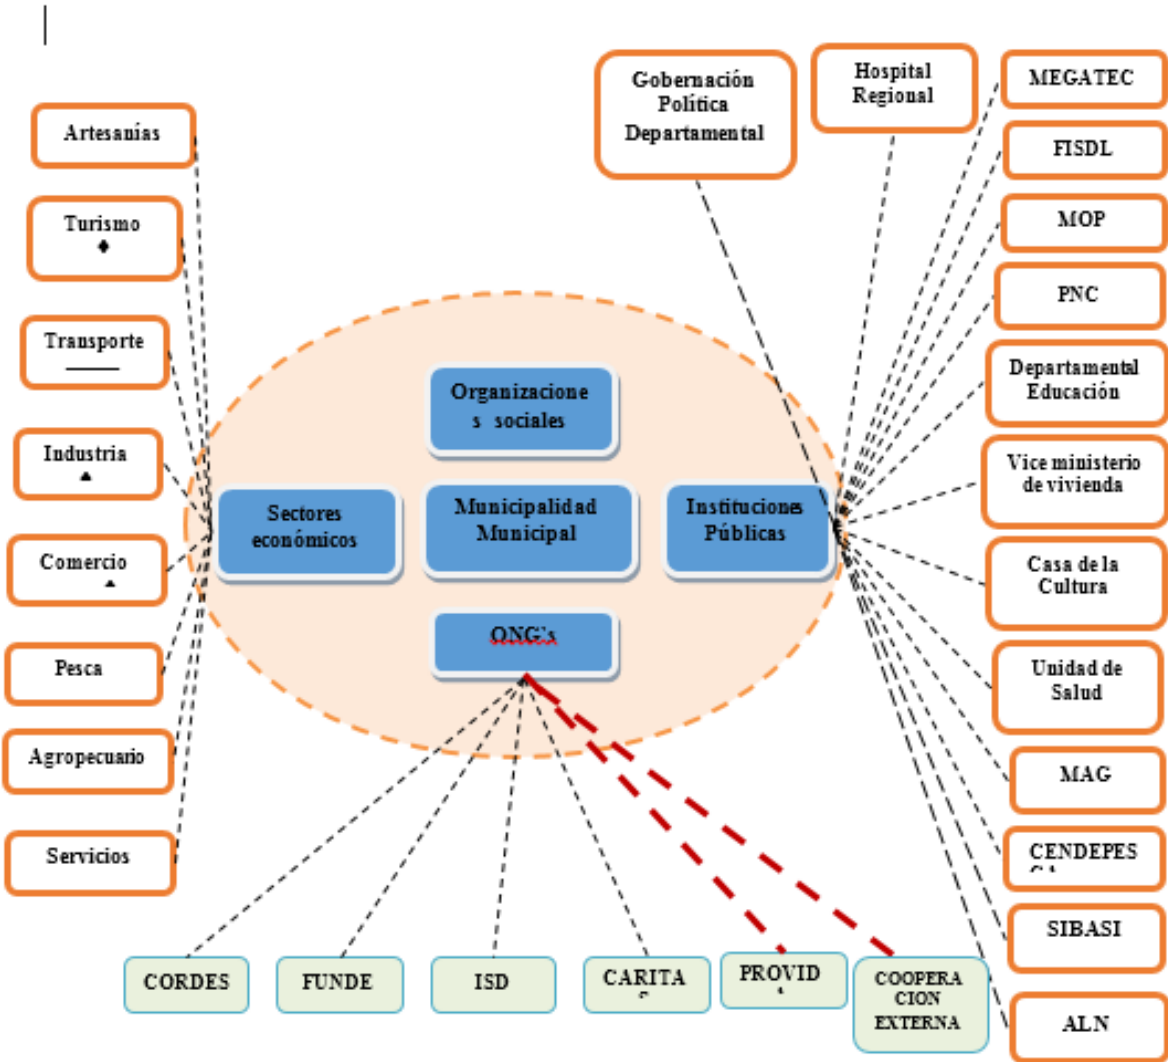 Gobernación
Política
Departamental
Hospital
Regional
MEGATEC
FISDL
MOP
PNC
Departamental
Educación
Vice ministerio
de vivienda
Casa de la
Cultura
Unidad de
Salud
MAG
CENDEPES
SIBASI
ALN
Artesanías
Turismo
Transporte
Industria
Comercio
Pesca
Agropecuario
Servicios
Organizacione
s sociales
Sectores
económicos
Municipalidad
Municipal
Instituciones
Públicas
ONG`s
CORDES
FUNDE
ISD
CARITA
PROVID
COOPERA
CION
EXTERNA